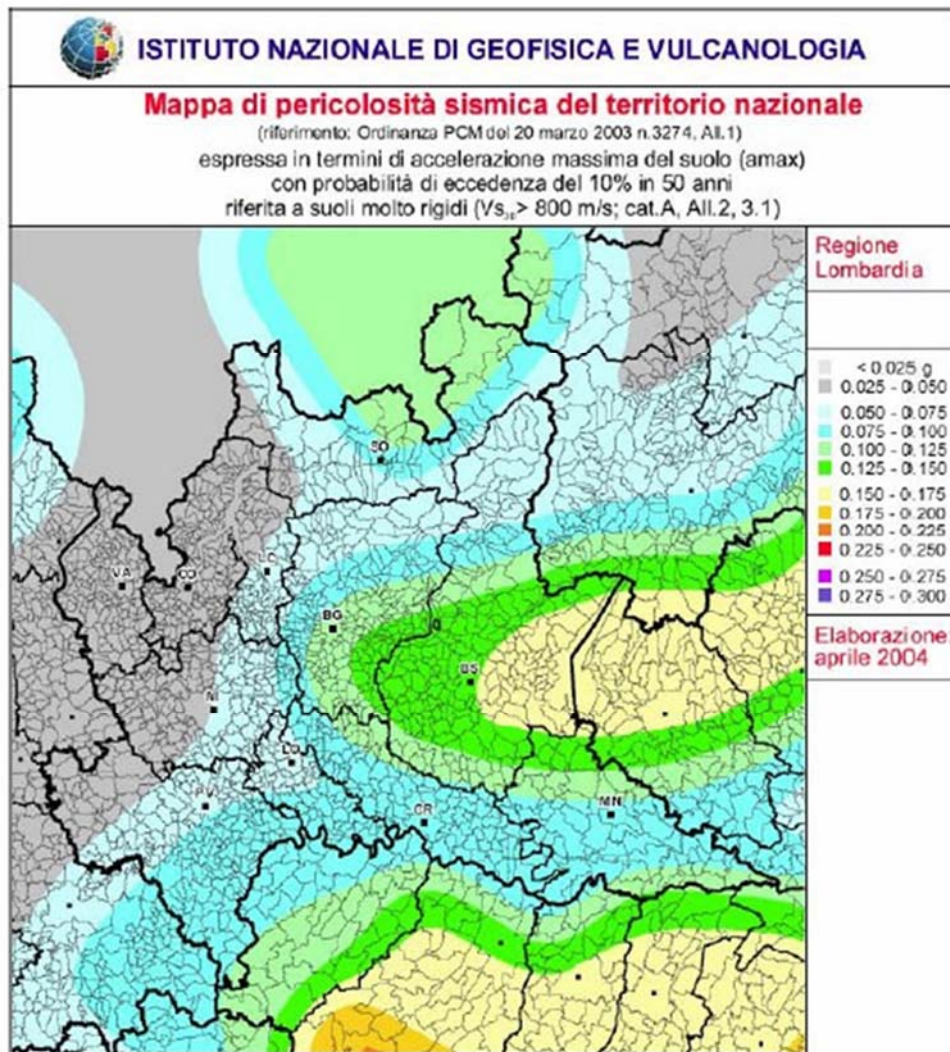 ISTITUTO NAZIONALE DI GEOFISICA E VULCANOLOGIA
Mappa di pericolosità sismica del territorio nazionale
(riferimento: Ordinanza PCM del 20 marzo 2003 n.3274, All.1)
espressa in termini di accelerazione massima del suolo (amax)
con probabilità di eccedenza del 10% in 50 anni
riferita a suoli molto rigidi (Vs₃₀> 800 m/s; cat.A, All.2, 3.1)
Regione
Lombardia
< 0.025 g
0.025 - 0.050
0.050 - 0.075
0.075 - 0.100
0.100 - 0.125
0.125 - 0.150
0.150 - 0.175
0.175 - 0.200
0.200 - 0.225
0.225 - 0.250
0.250 - 0.275
0.275 - 0.300
Elaborazione
aprile 2004
SO
LC
VA
CO
BG
BS
MI
LO
PV
CR
MN